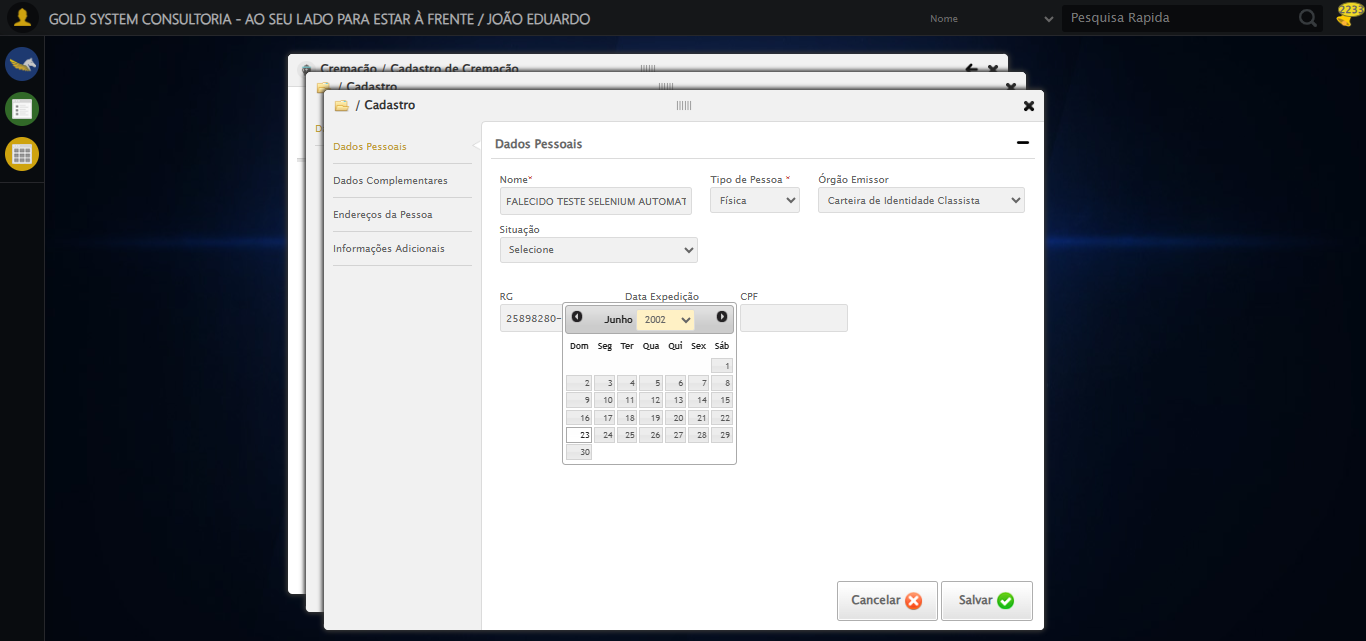 GOLD SYSTEM CONSULTORIA - AO SEU LADO PARA ESTAR À FRENTE / JOÃO EDUARDO
Nome
Pesquisa Rapida
2233
Cremação / Cadastro de Cremação
/ Cadastro
/ Cadastro
D
Dados Pessoais
Dados Complementares
Endereços da Pessoa
Informações Adicionais
Dados Pessoais
Nome* Tipo de Pessoa * Órgão Emissor
FALECIDO TESTE SELENIUM AUTOMAT Física Carteira de Identidade Classista
Situação
Selecione
RG Data Expedição CPF
25898280-
Junho 2002
Dom Seg Ter Qua Qui Sex Sáb
1
2 3 4 5 6 7 8
9 10 11 12 13 14 15
16 17 18 19 20 21 22
23 24 25 26 27 28 29
30
Cancelar Salvar